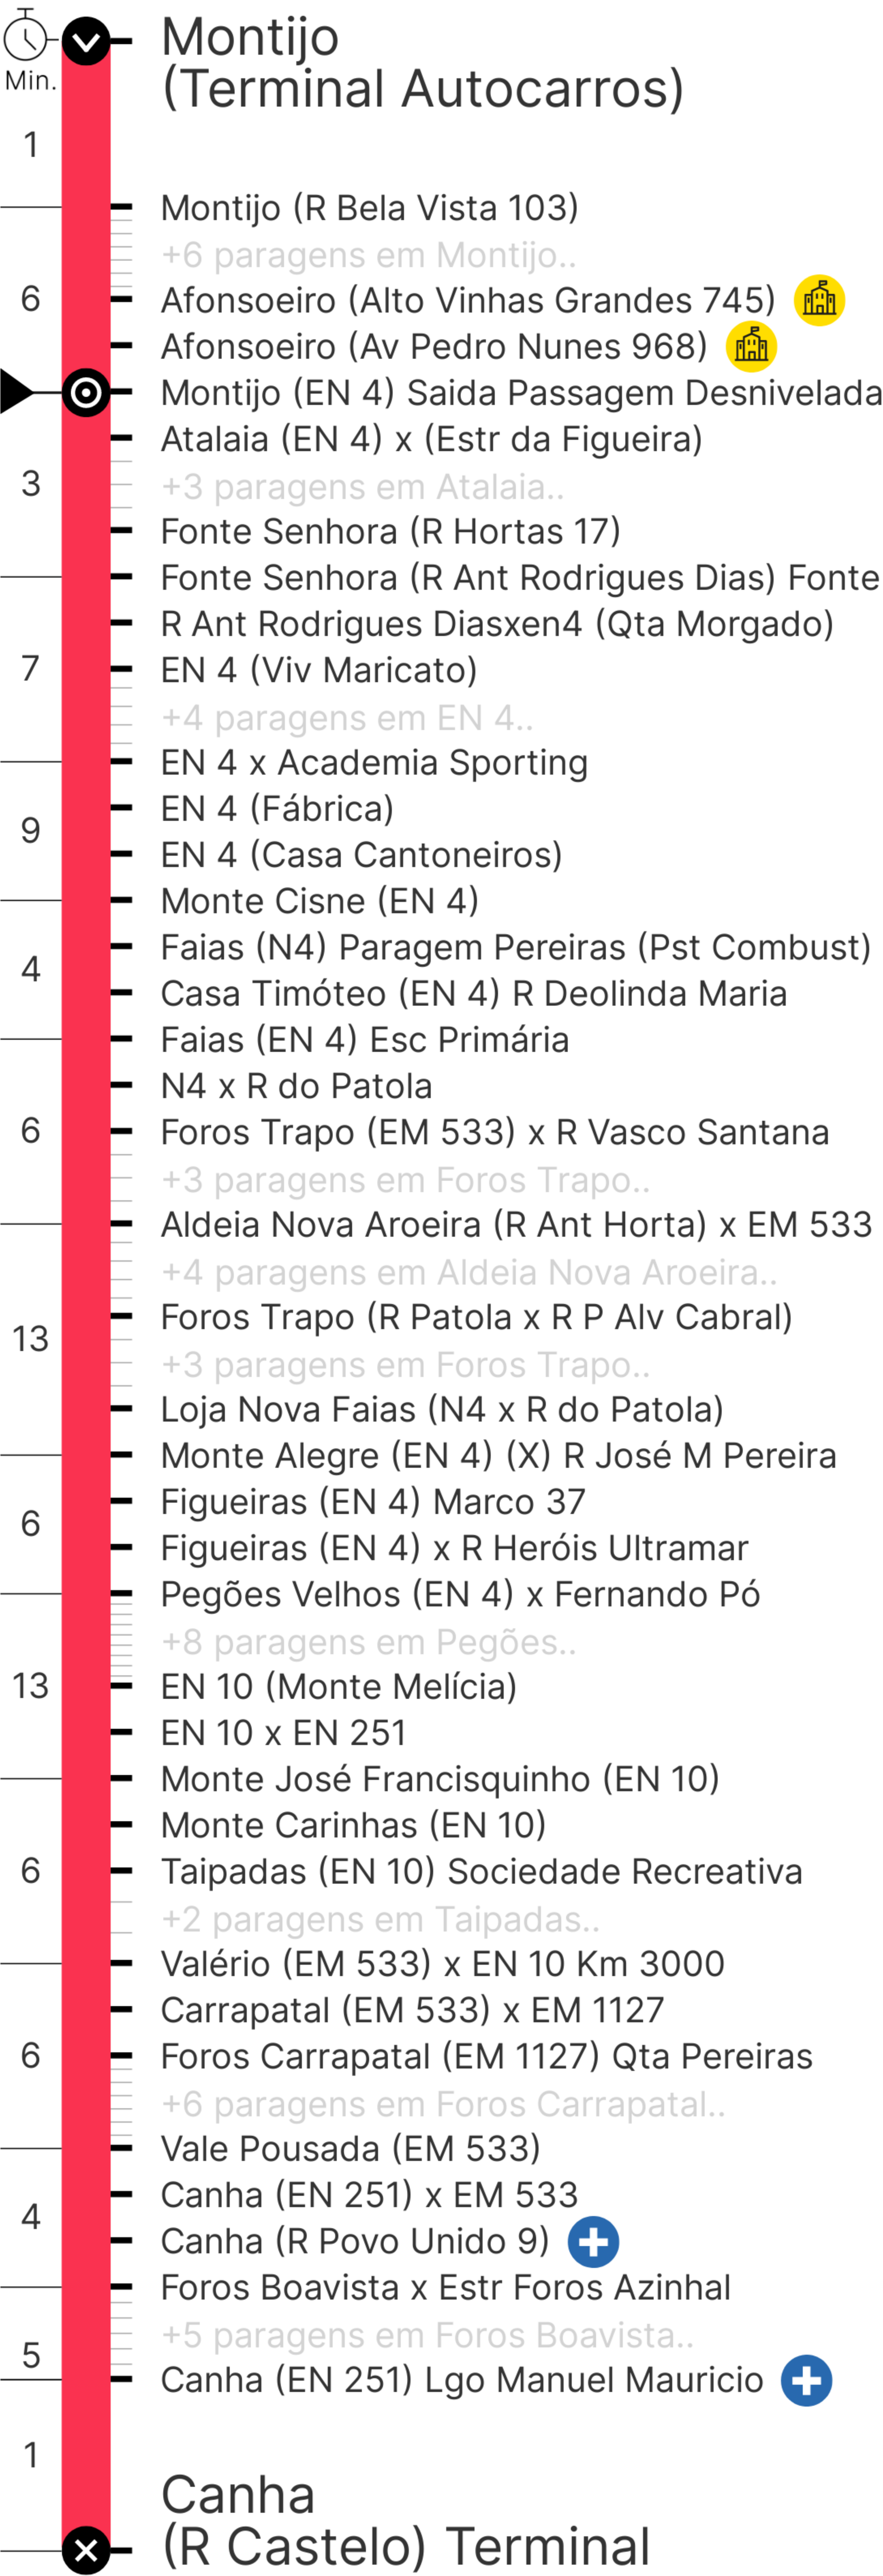 Montijo
(Terminal Autocarros)
Min.
1
Montijo (R Bela Vista 103)
+6 paragens em Montijo..
6
Afonsoeiro (Alto Vinhas Grandes 745)
Afonsoeiro (Av Pedro Nunes 968)
Montijo (EN 4) Saida Passagem Desnivelada
Atalaia (EN 4) x (Estr da Figueira)
3
+3 paragens em Atalaia..
Fonte Senhora (R Hortas 17)
Fonte Senhora (R Ant Rodrigues Dias) Fonte
R Ant Rodrigues Diasxen4 (Qta Morgado)
7
EN 4 (Viv Maricato)
+4 paragens em EN 4..
EN 4 x Academia Sporting
EN 4 (Fábrica)
9
EN 4 (Casa Cantoneiros)
Monte Cisne (EN 4)
Faias (N4) Paragem Pereiras (Pst Combust)
4
Casa Timóteo (EN 4) R Deolinda Maria
Faias (EN 4) Esc Primária
N4 x R do Patola
6
Foros Trapo (EM 533) x R Vasco Santana
+3 paragens em Foros Trapo..
Aldeia Nova Aroeira (R Ant Horta) x EM 533
+4 paragens em Aldeia Nova Aroeira..
Foros Trapo (R Patola x R P Alv Cabral)
13
+3 paragens em Foros Trapo..
Loja Nova Faias (N4 x R do Patola)
Monte Alegre (EN 4) (X) R José M Pereira
Figueiras (EN 4) Marco 37
6
Figueiras (EN 4) x R Heróis Ultramar
Pegões Velhos (EN 4) x Fernando Pó
+8 paragens em Pegões..
13
EN 10 (Monte Melícia)
EN 10 x EN 251
Monte José Francisquinho (EN 10)
Monte Carinhas (EN 10)
6
Taipadas (EN 10) Sociedade Recreativa
+2 paragens em Taipadas..
Valério (EM 533) x EN 10 Km 3000
Carrapatal (EM 533) x EM 1127
6
Foros Carrapatal (EM 1127) Qta Pereiras
+6 paragens em Foros Carrapatal..
Vale Pousada (EM 533)
Canha (EN 251) x EM 533
4
Canha (R Povo Unido 9)
Foros Boavista x Estr Foros Azinhal
+5 paragens em Foros Boavista..
5
Canha (EN 251) Lgo Manuel Mauricio
1
Canha
(R Castelo) Terminal